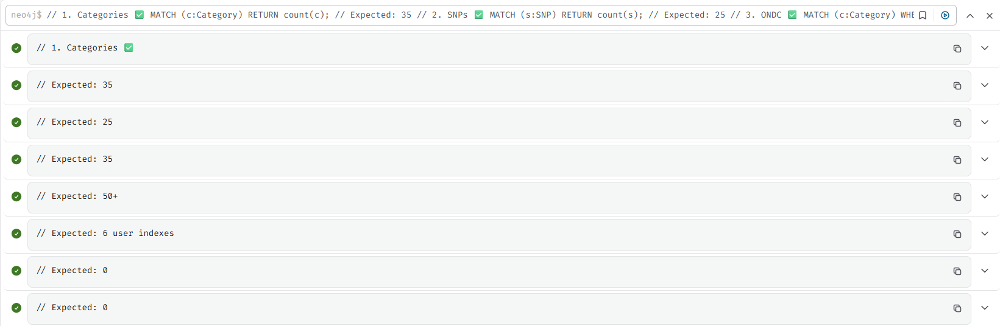 neo4j$ // 1. Categories ✅ MATCH (c:Category) RETURN count(c); // Expected: 35 // 2. SNPs ✅ MATCH (s:SNP) RETURN count(s); // Expected: 25 // 3. ONDC ✅ MATCH (c:Category) WHE
// 1. Categories ✅
// Expected: 35
// Expected: 25
// Expected: 35
// Expected: 50+
// Expected: 6 user indexes
// Expected: 0
// Expected: 0